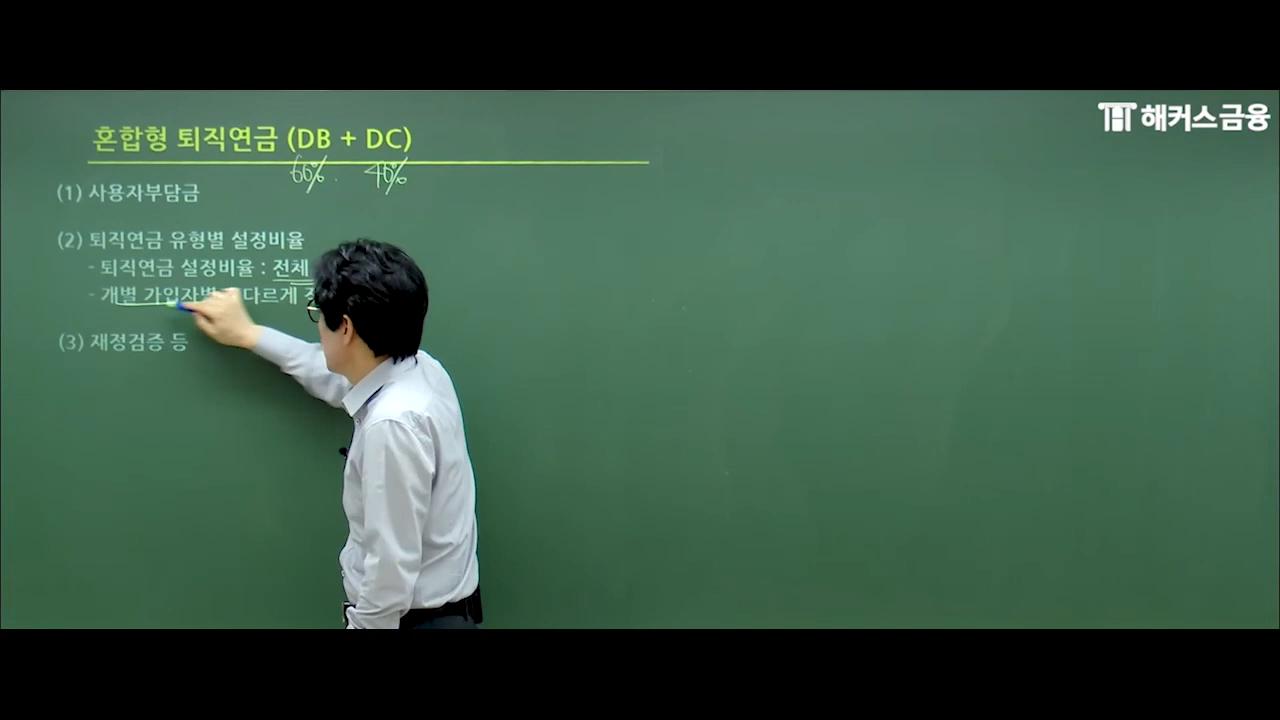 해커스금융
혼합형 퇴직연금 (DB + DC)
60% 40%
(1) 사용자부담금
(2) 퇴직연금 유형별 설정비율
- 퇴직연금 설정비율 : 전체
- 개별 가입자별 다르게
(3) 재정검증 등